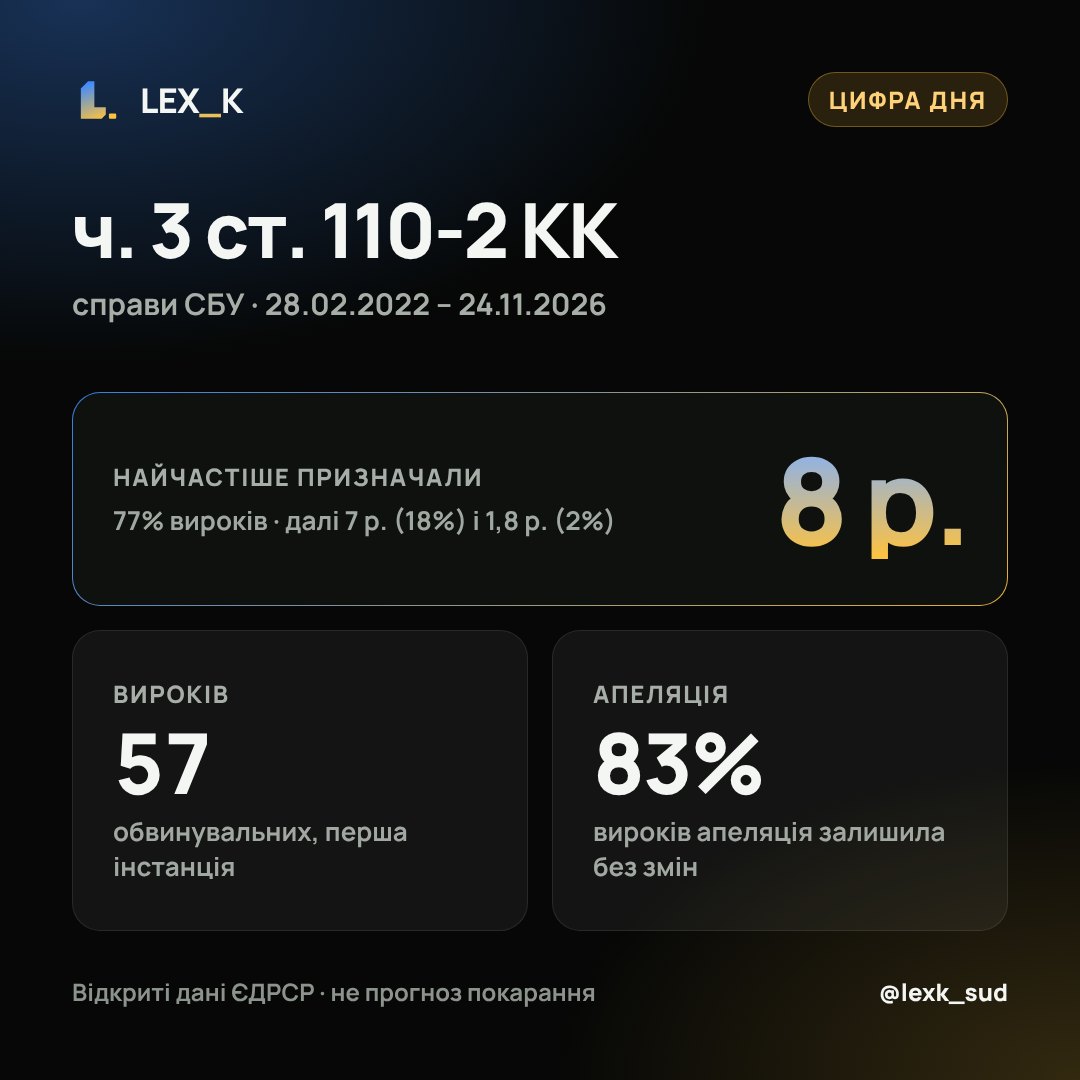 LEX_K
ЦИФРА ДНЯ
ч. 3 ст. 110-2 КК
справи СБУ · 28.02.2022 – 24.11.2026
НАЙЧАСТІШЕ ПРИЗНАЧАЛИ
77% вироків · далі 7 р. (18%) і 1,8 р. (2%)
8 р.
ВИРОКІВ
57
обвинувальних, перша
інстанція
АПЕЛЯЦІЯ
83%
вироків апеляція залишила
без змін
Відкриті дані ЄДРСР · не прогноз покарання
@lexk_sud